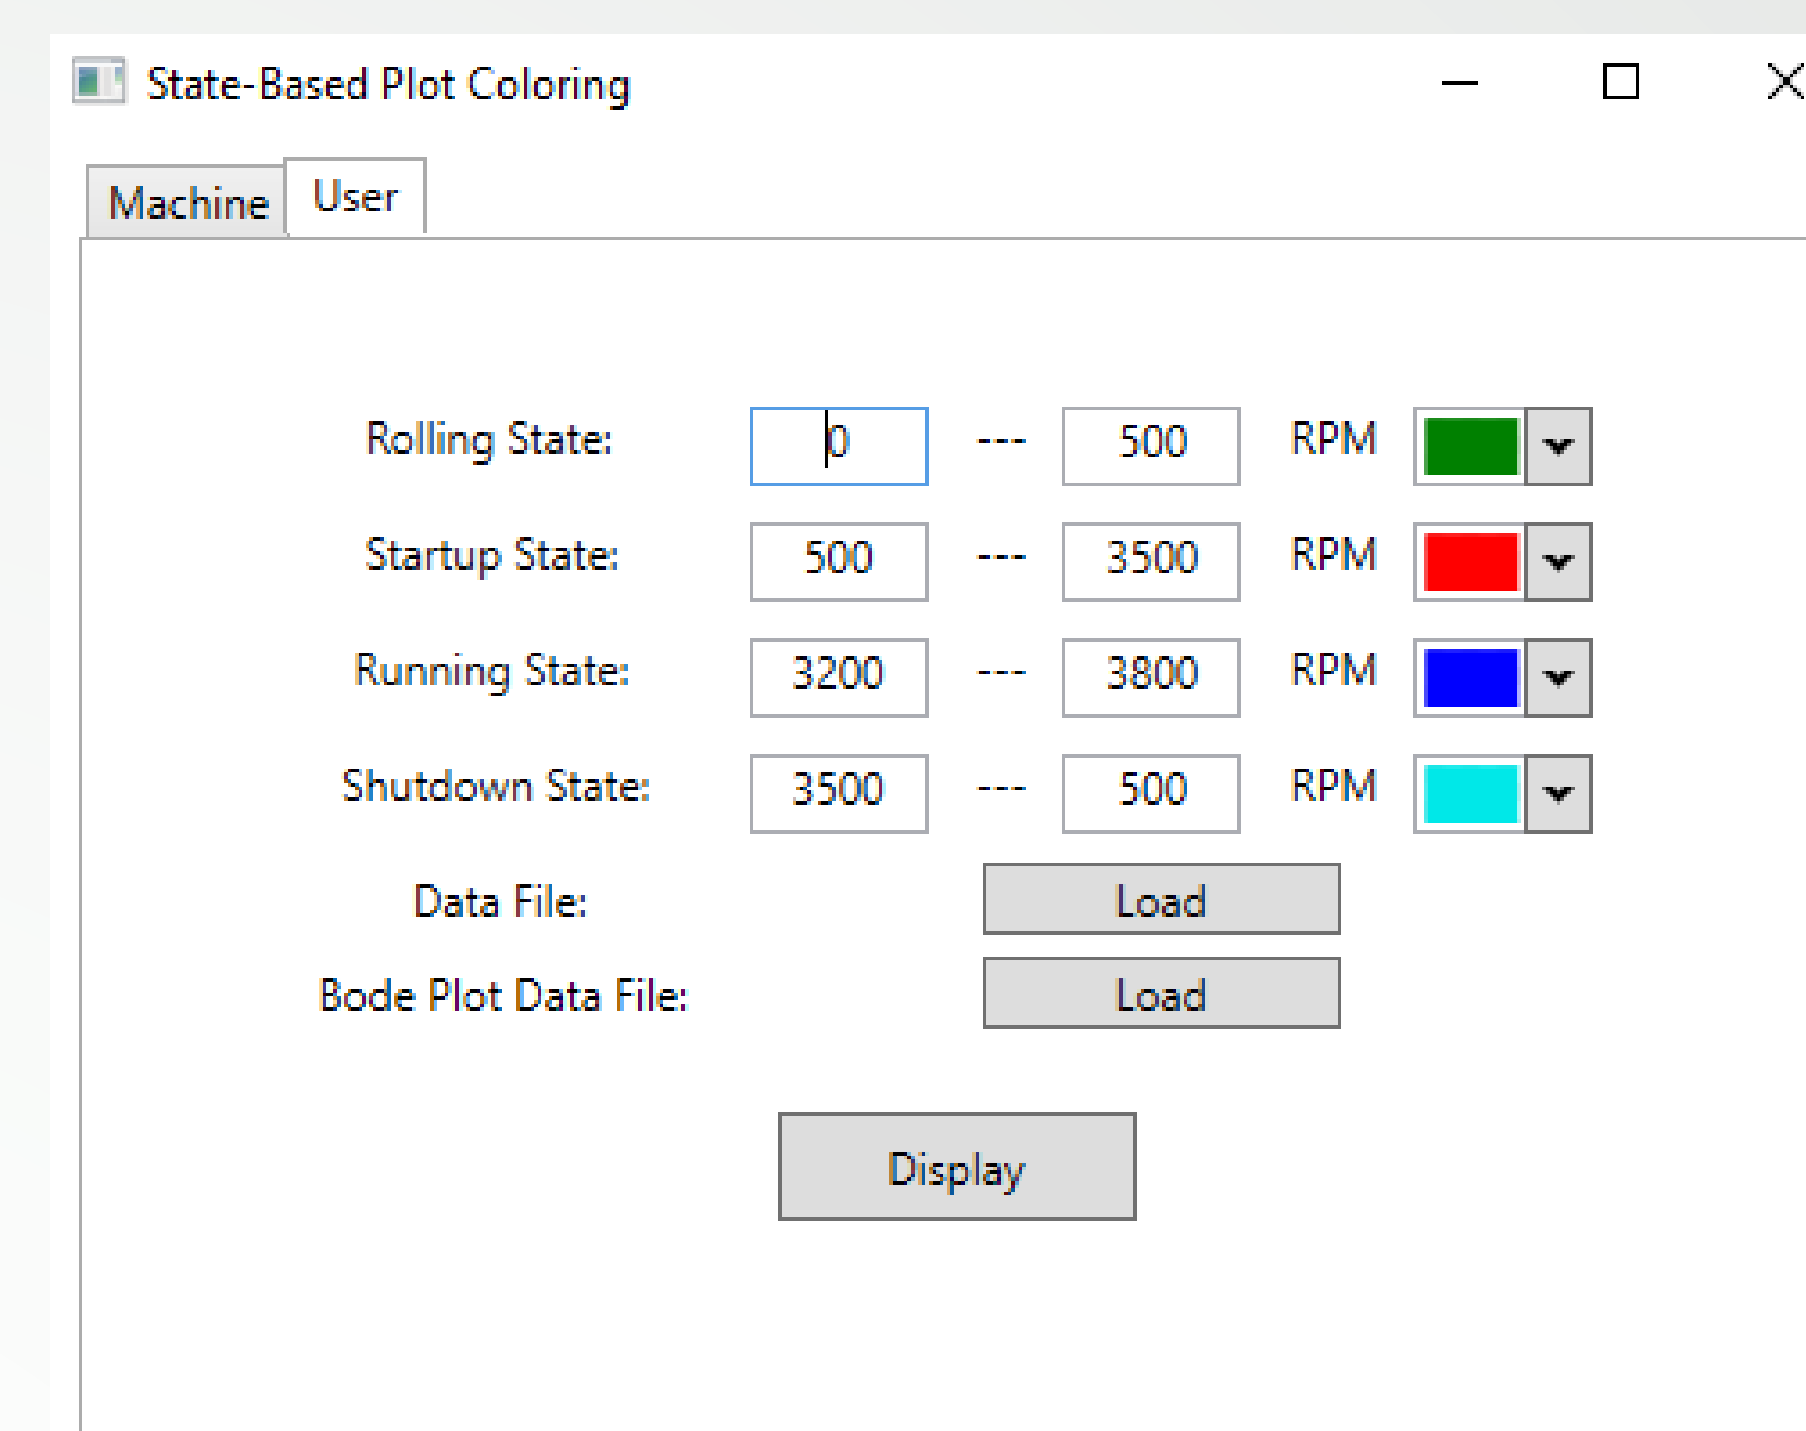 State-Based Plot Coloring
Machine User
Rolling State: 0 --- 500 RPM
Startup State: 500 --- 3500 RPM
Running State: 3200 --- 3800 RPM
Shutdown State: 3500 --- 500 RPM
Data File: Load
Bode Plot Data File: Load
Display